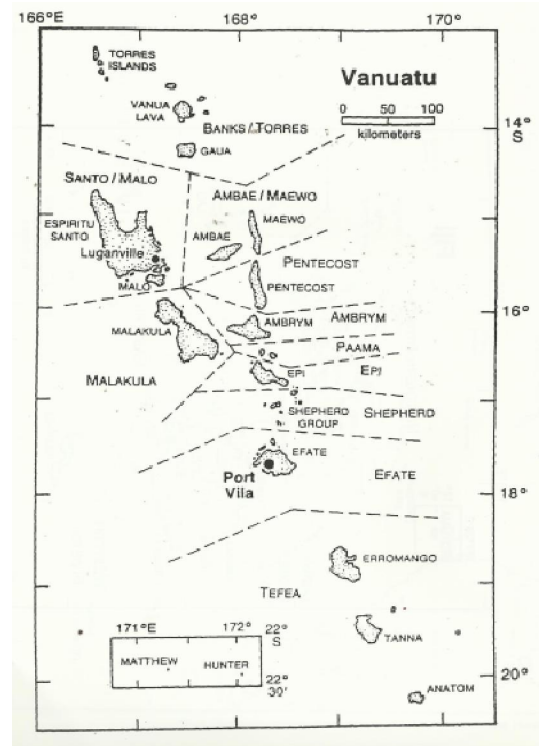 166°E
168°
170°
TORRES
ISLANDS
Vanuatu
VANUA
LAVA
0 50 100
kilometers
14°
S
BANKS/TORRES
GAUA
SANTO/MALO
AMBAE/MAEWO
ESPIRITU
SANTO
MAEWO
AMBAE
Luganville
PENTECOST
MALO
PENTECOST
16°
AMBRYM
AMBRYM
MALAKULA
PAAMA
EPI
EPI
MALAKULA
SHEPHERD
GROUP
SHEPHERD
EFATE
Port
Vila
EFATE
18°
ERROMANGO
TEFEA
171°E
172°
22°
S
TANNA
MATTHEW
HUNTER
22°
30'
20°
ANATOM